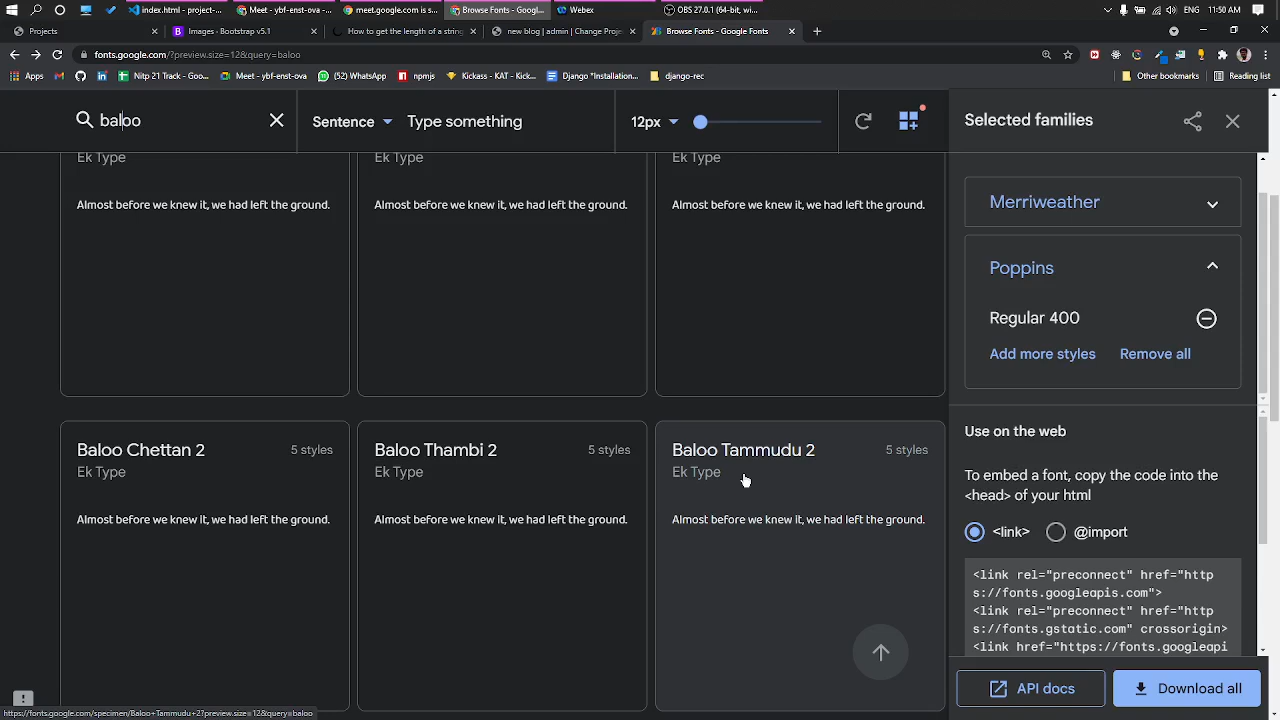 index.html - project-...
Meet - ybf-enst-ova - ...
meet.google.com is s...
Browse Fonts - Googl...
Webex
OBS 27.0.1 (64-bit, wi...
ENG
11:50 AM
Projects
Images · Bootstrap v5.1
How to get the length of a string
new blog | admin | Change Proje
Browse Fonts - Google Fonts
fonts.google.com/?preview.size=12&query=baloo
Apps
Nitp 21 Track - Goo...
Meet - ybf-enst-ova
(52) WhatsApp
npmjs
Kickass - KAT - Kick...
Django *Installation...
django-rec
Other bookmarks
Reading list
baloo
Sentence
Type something
12px
Selected families
Ek Type
Ek Type
Ek Type
Almost before we knew it, we had left the ground.
Almost before we knew it, we had left the ground.
Almost before we knew it, we had left the ground.
Merriweather
Poppins
Regular 400
Add more styles
Remove all
Baloo Chettan 2
5 styles
Ek Type
Almost before we knew it, we had left the ground.
Baloo Thambi 2
5 styles
Ek Type
Almost before we knew it, we had left the ground.
Baloo Tammudu 2
5 styles
Ek Type
Almost before we knew it, we had left the ground.
Use on the web
To embed a font, copy the code into the
<head> of your html
<link>
@import
<link rel="preconnect" href="http
s://fonts.googleapis.com">
<link rel="preconnect" href="http
s://fonts.gstatic.com" crossorigin>
<link href="https://fonts.googleapi
API docs
Download all
https://fonts.google.com/specimen/Baloo+Tammudu+2?preview.size=12&query=baloo